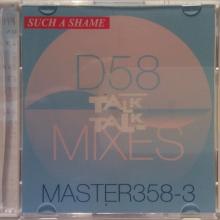 SUCH A SHAME
D58
TALK
TALK
MIXES
MASTER358-3